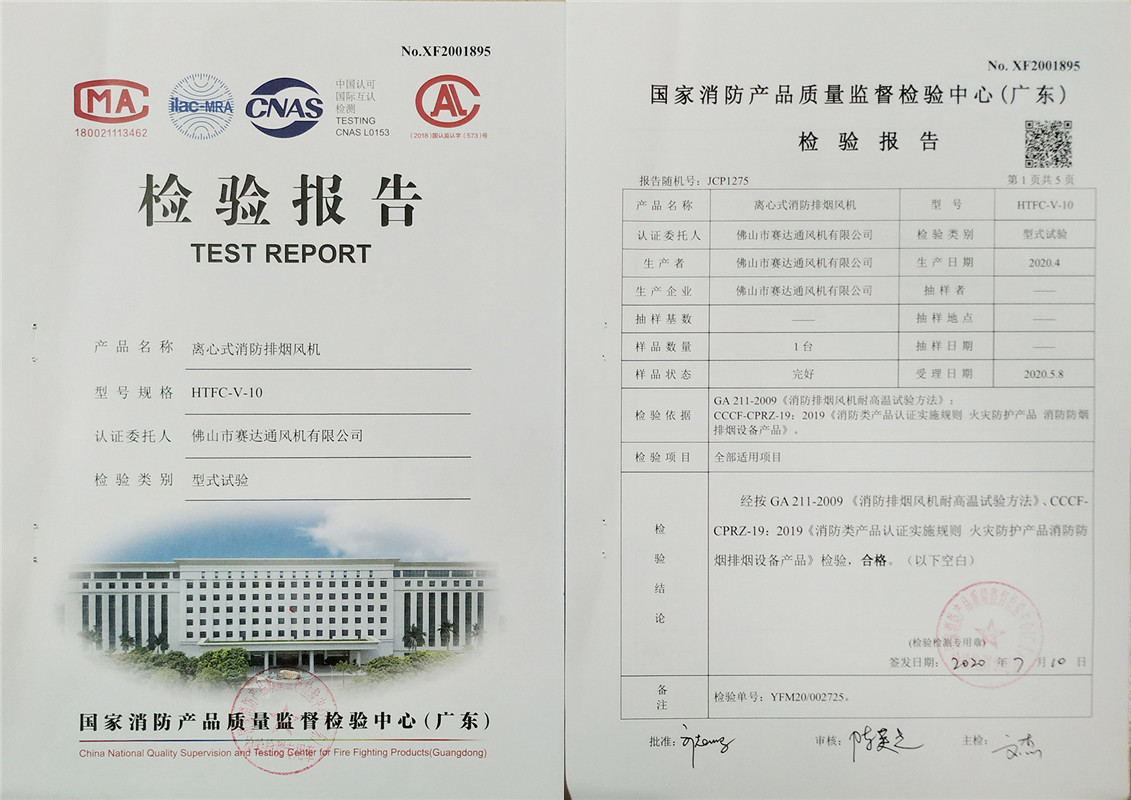 No.XF2001895
MA
180021113462
ilac-MRA
CNAS
中国认可
国际互认
检测
TESTING
CNAS L0153
CAL
(2018)国认监认字(573)号
检验报告
TEST REPORT
产品名称 离心式消防排烟风机
型号规格 HTFC-V-10
认证委托人 佛山市赛达通风机有限公司
检验类别 型式试验
国家消防产品质量监督检验中心(广东)
China National Quality Supervision and Testing Center for Fire Fighting Products(Guangdong)
No. XF2001895
国家消防产品质量监督检验中心(广东)
检验报告
报告随机号：JCP1275 第1页共5页
产品名称 离心式消防排烟风机 型号 HTFC-V-10
认证委托人 佛山市赛达通风机有限公司 检验类别 型式试验
生产者 佛山市赛达通风机有限公司 生产日期 2020.4
生产企业 佛山市赛达通风机有限公司 抽样者 ——
抽样基数 —— 抽样地点 ——
样品数量 1台 抽样日期 ——
样品状态 完好 受理日期 2020.5.8
检验依据 GA 211-2009《消防排烟风机耐高温试验方法》；
CCCF-CPRZ-19：2019《消防类产品认证实施规则 火灾防护产品 消防防烟
排烟设备产品》。
检验项目 全部适用项目
检验结论
经按GA 211-2009《消防排烟风机耐高温试验方法》、CCCF-
CPRZ-19：2019《消防类产品认证实施规则 火灾防护产品消防防
烟排烟设备产品》检验，合格。（以下空白）
(检验检测专用章)
签发日期：2020年7月10日
备注 检验单号：YFM20/002725。
批准： 审核： 主检：